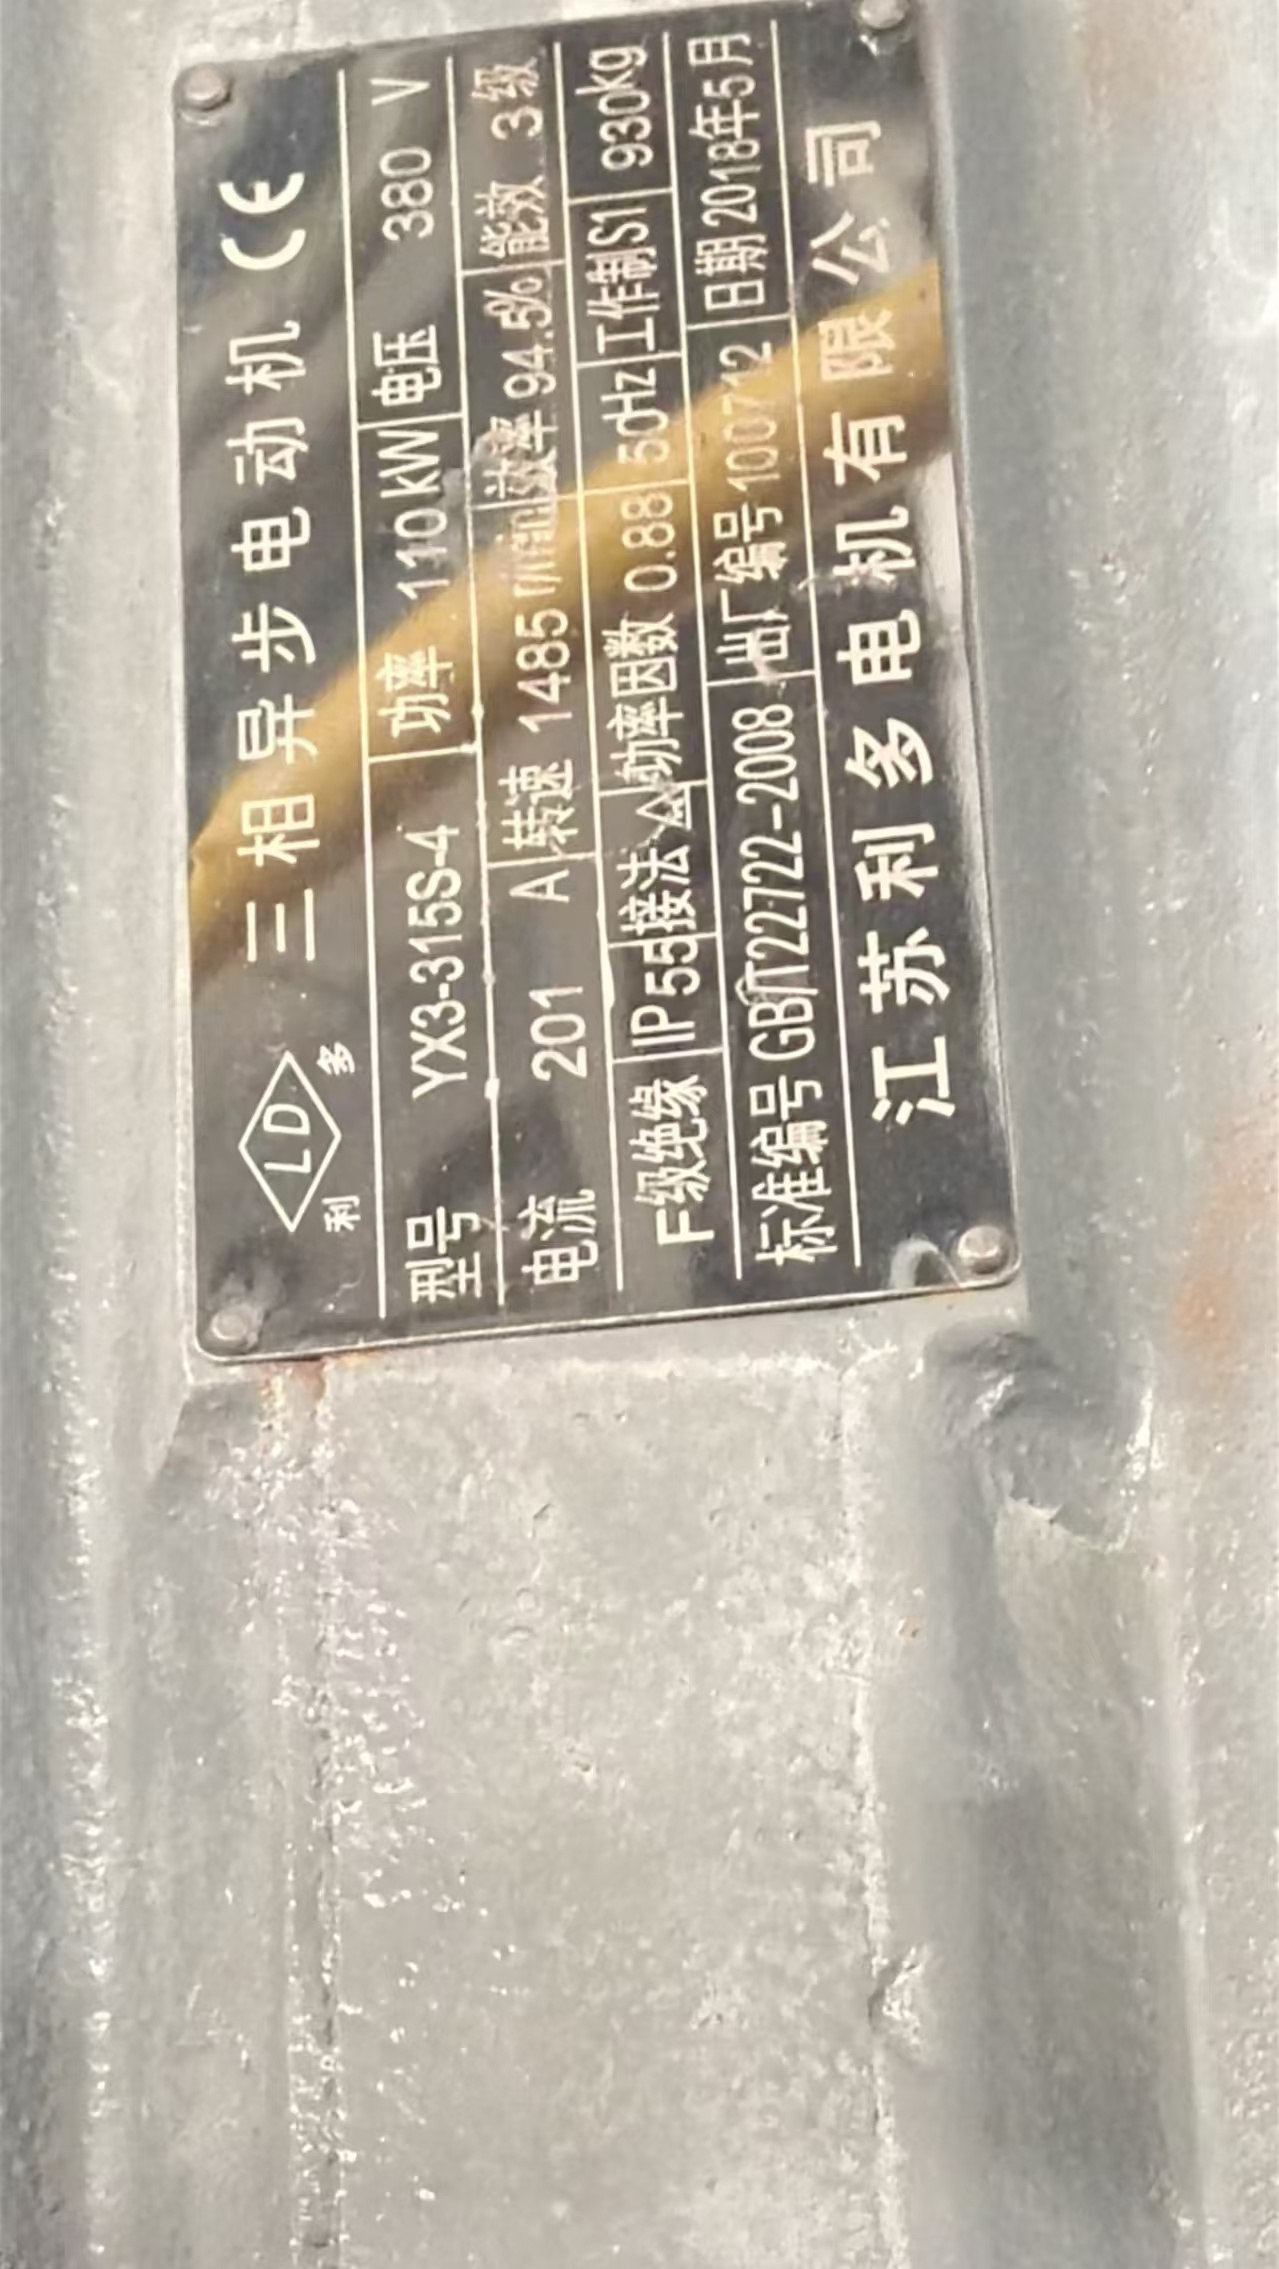 LD
利 多
三相异步电动机 CE
型号 YX3-315S-4 功率 110 kW 电压 380 V
电流 201 A 转速 1485 r/min 效率 94.5% 能效 3级
F级绝缘 IP 55 接法 △ 功率因数 0.88 50Hz 工作制S1 930kg
标准编号 GB/T22722-2008 出厂编号 100712 日期 2018年5月
江苏利多电机有限公司